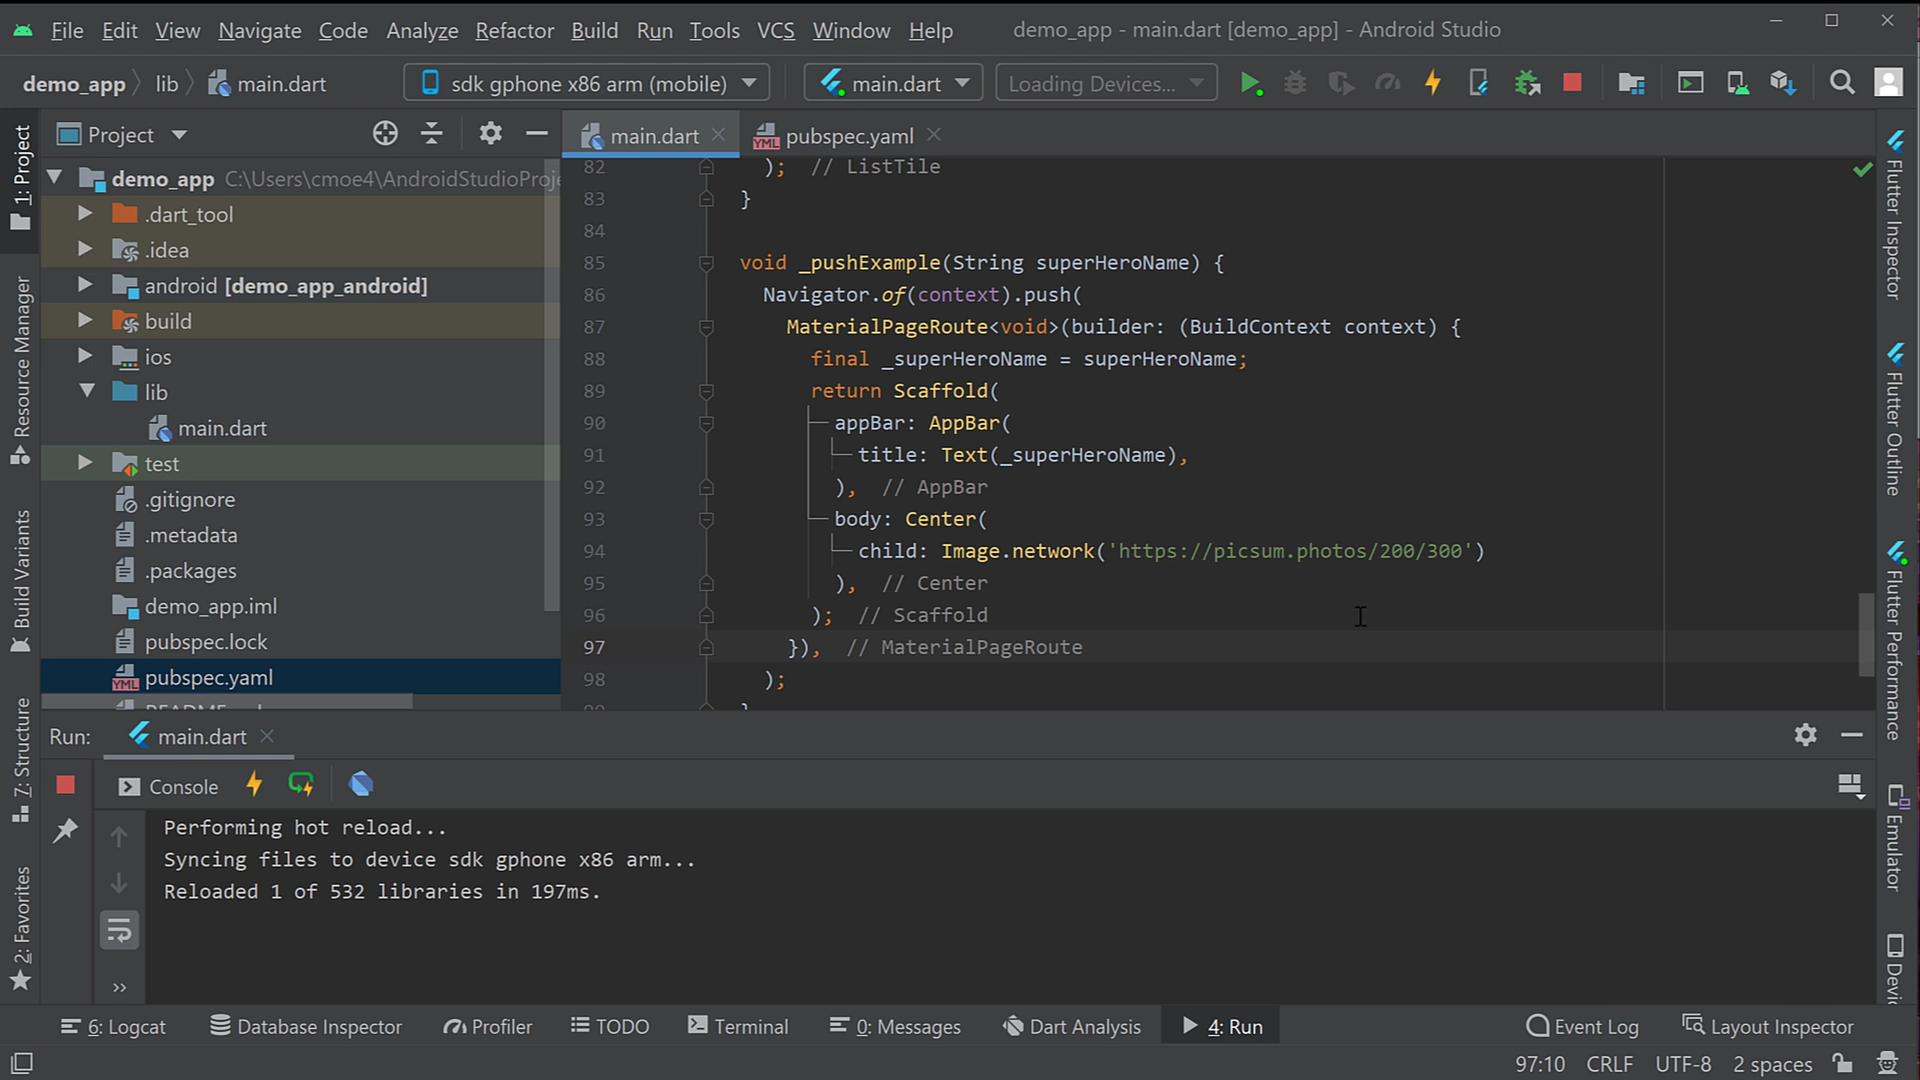 File Edit View Navigate Code Analyze Refactor Build Run Tools VCS Window Help demo_app - main.dart [demo_app] - Android Studio
demo_app lib main.dart sdk gphone x86 arm (mobile) main.dart Loading Devices...
1: Project
Resource Manager
Build Variants
7: Structure
2: Favorites
Project
demo_app C:\Users\cmoe4\AndroidStudioProje
.dart_tool
.idea
android [demo_app_android]
build
ios
lib
main.dart
test
.gitignore
.metadata
.packages
demo_app.iml
pubspec.lock
pubspec.yaml
main.dart pubspec.yaml
82 ); // ListTile
83 }
84
85 void _pushExample(String superHeroName) {
86 Navigator.of(context).push(
87 MaterialPageRoute<void>(builder: (BuildContext context) {
88 final _superHeroName = superHeroName;
89 return Scaffold(
90 appBar: AppBar(
91 title: Text(_superHeroName),
92 ), // AppBar
93 body: Center(
94 child: Image.network('https://picsum.photos/200/300')
95 ), // Center
96 ); // Scaffold
97 }), // MaterialPageRoute
98 );
Flutter Inspector
Flutter Outline
Flutter Performance
Emulator
Run: main.dart
Console
Performing hot reload...
Syncing files to device sdk gphone x86 arm...
Reloaded 1 of 532 libraries in 197ms.
6: Logcat Database Inspector Profiler TODO Terminal 0: Messages Dart Analysis 4: Run Event Log Layout Inspector
97:10 CRLF UTF-8 2 spaces